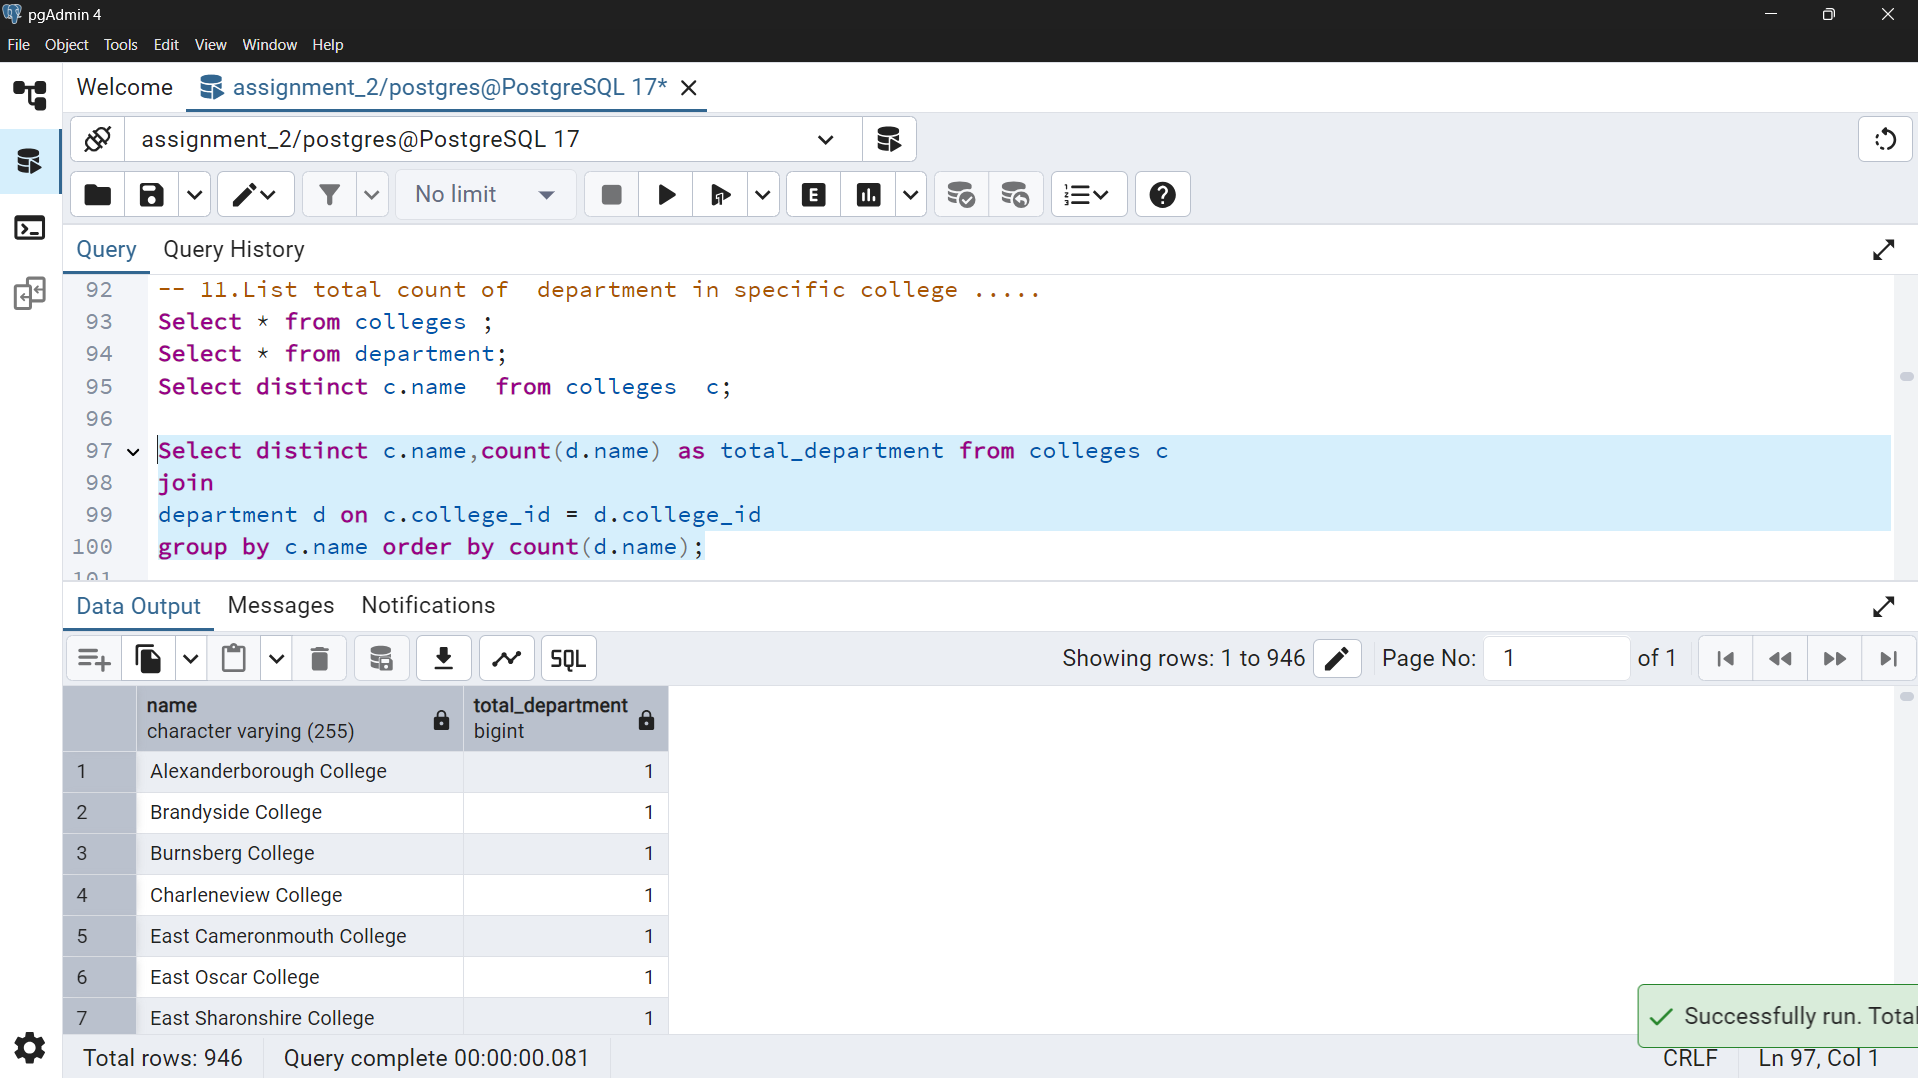 pgAdmin 4
File Object Tools Edit View Window Help
Welcome assignment_2/postgres@PostgreSQL 17*
assignment_2/postgres@PostgreSQL 17
No limit
Query Query History
92 -- 11.List total count of  department in specific college .....
93 Select * from colleges ;
94 Select * from department;
95 Select distinct c.name  from colleges  c;
96
97 Select distinct c.name,count(d.name) as total_department from colleges c
98 join
99 department d on c.college_id = d.college_id
100 group by c.name order by count(d.name);
101
Data Output Messages Notifications
SQL Showing rows: 1 to 946 Page No: 1 of 1
name total_department
character varying (255) bigint
1 Alexanderborough College 1
2 Brandyside College 1
3 Burnsberg College 1
4 Charleneview College 1
5 East Cameronmouth College 1
6 East Oscar College 1
7 East Sharonshire College 1
Successfully run. Total
Total rows: 946 Query complete 00:00:00.081 CRLF Ln 97, Col 1